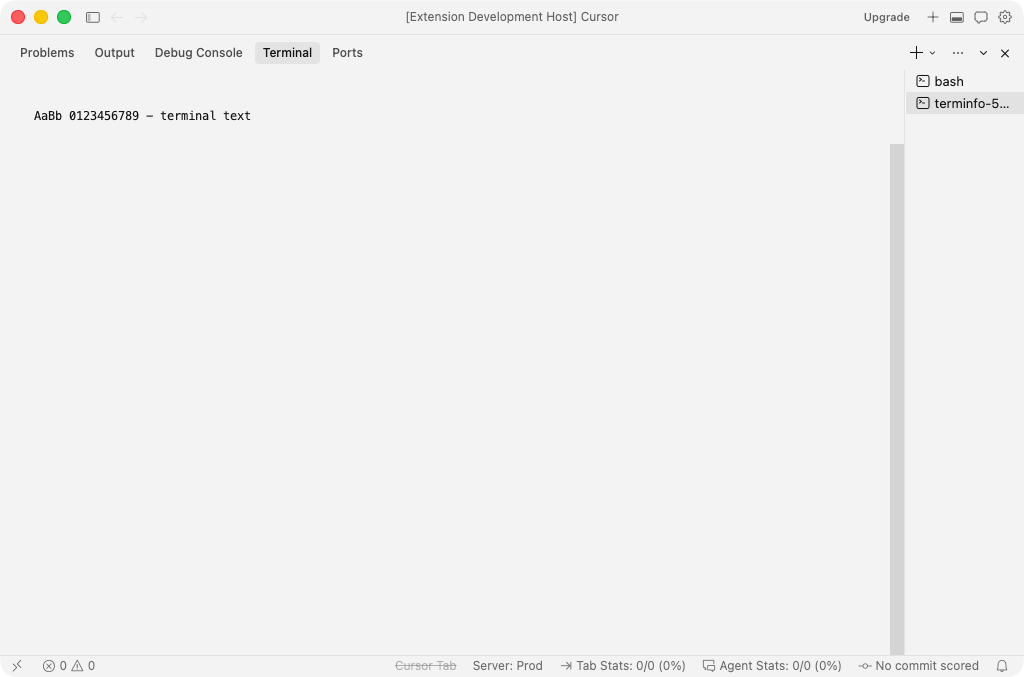 [Extension Development Host] Cursor
Upgrade
Problems Output Debug Console Terminal Ports
bash
terminfo-5...
AaBb 0123456789 – terminal text
0 0 Cursor Tab Server: Prod Tab Stats: 0/0 (0%) Agent Stats: 0/0 (0%) No commit scored